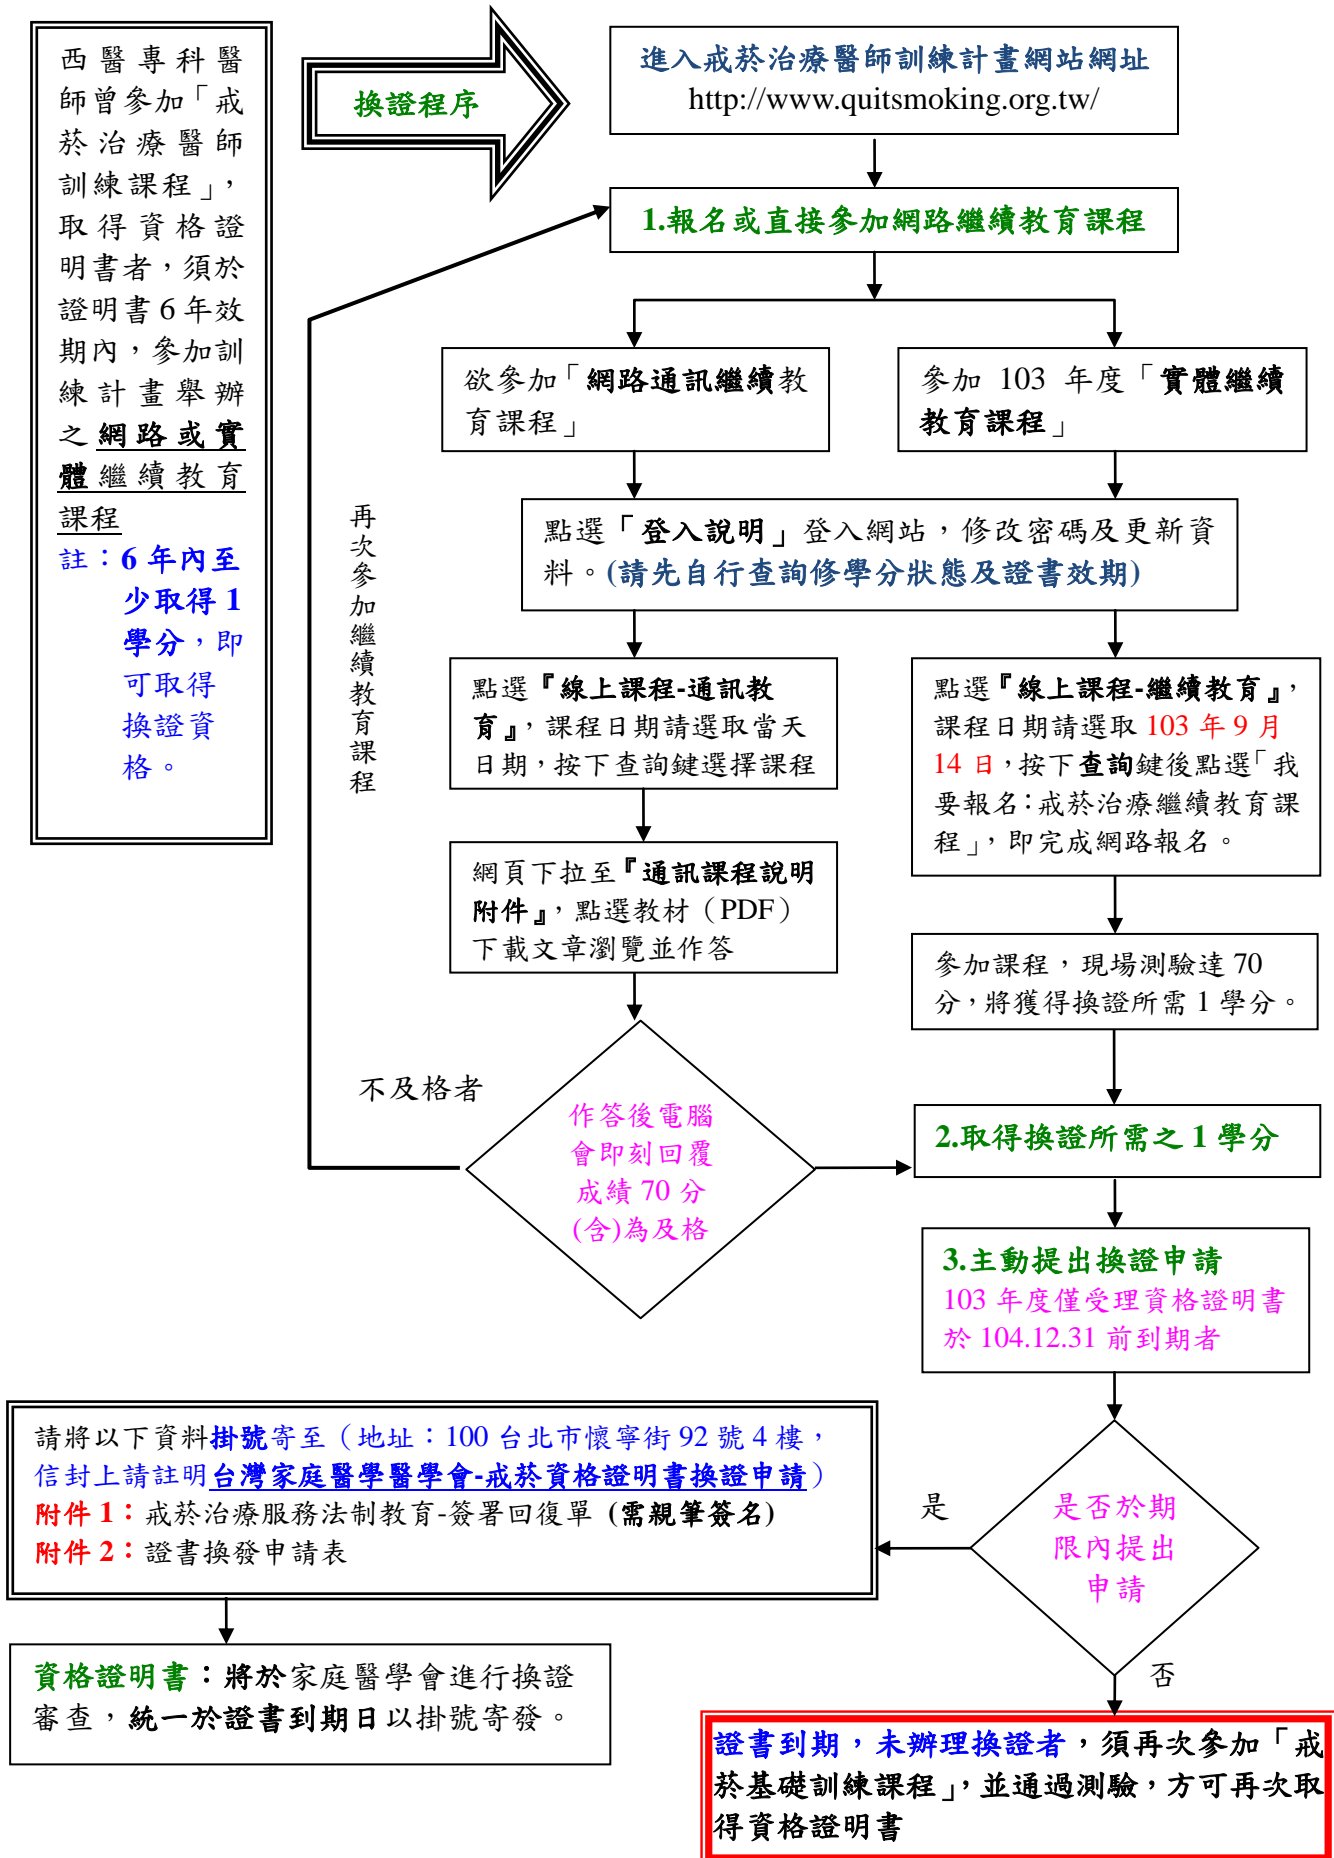 西醫專科醫
師曾參加「戒
菸治療醫師
訓練課程」，
取得資格證
明書者，須於
證明書 6 年效
期內，參加訓
練計畫舉辦
之網路或實
體繼續教育
課程
註：6 年內至
少取得 1
學分，即
可取得
換證資
格。
換證程序
進入戒菸治療醫師訓練計畫網站網址
http://www.quitsmoking.org.tw/
1.報名或直接參加網路繼續教育課程
欲參加「網路通訊繼續教
育課程」
參加 103 年度「實體繼續
教育課程」
點選「登入說明」登入網站，修改密碼及更新資
料。(請先自行查詢修學分狀態及證書效期)
再次參加繼續教育課程
點選『線上課程-通訊教
育』，課程日期請選取當天
日期，按下查詢鍵選擇課程
點選『線上課程-繼續教育』，
課程日期請選取 103 年 9 月
14 日，按下查詢鍵後點選「我
要報名：戒菸治療繼續教育課
程」，即完成網路報名。
網頁下拉至『通訊課程說明
附件』，點選教材（PDF）
下載文章瀏覽並作答
參加課程，現場測驗達 70
分，將獲得換證所需 1 學分。
不及格者
作答後電腦
會即刻回覆
成績 70 分
(含)為及格
2.取得換證所需之 1 學分
3.主動提出換證申請
103 年度僅受理資格證明書
於 104.12.31 前到期者
請將以下資料掛號寄至（地址：100 台北市懷寧街 92 號 4 樓，
信封上請註明台灣家庭醫學醫學會-戒菸資格證明書換證申請）
附件 1：戒菸治療服務法制教育-簽署回復單 (需親筆簽名)
附件 2：證書換發申請表
是
是否於期
限內提出
申請
否
資格證明書：將於家庭醫學會進行換證
審查，統一於證書到期日以掛號寄發。
證書到期，未辦理換證者，須再次參加「戒
菸基礎訓練課程」，並通過測驗，方可再次取
得資格證明書